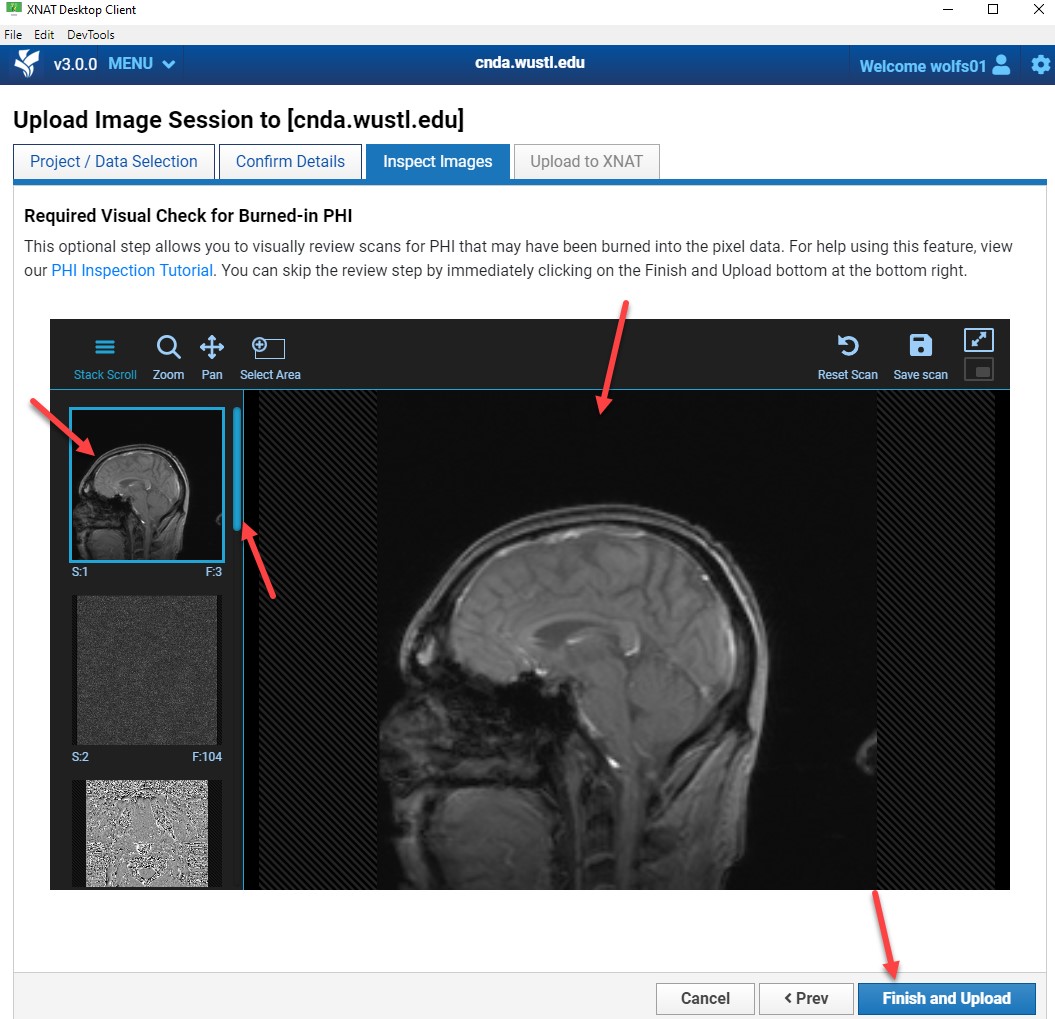 XNAT Desktop Client
File Edit DevTools
v3.0.0 MENU cnda.wustl.edu Welcome wolfs01
Upload Image Session to [cnda.wustl.edu]
Project / Data Selection Confirm Details Inspect Images Upload to XNAT
Required Visual Check for Burned-in PHI
This optional step allows you to visually review scans for PHI that may have been burned into the pixel data. For help using this feature, view
our PHI Inspection Tutorial. You can skip the review step by immediately clicking on the Finish and Upload bottom at the bottom right.
Stack Scroll Zoom Pan Select Area Reset Scan Save scan
S:1 F:3
S:2 F:104
Cancel Prev Finish and Upload